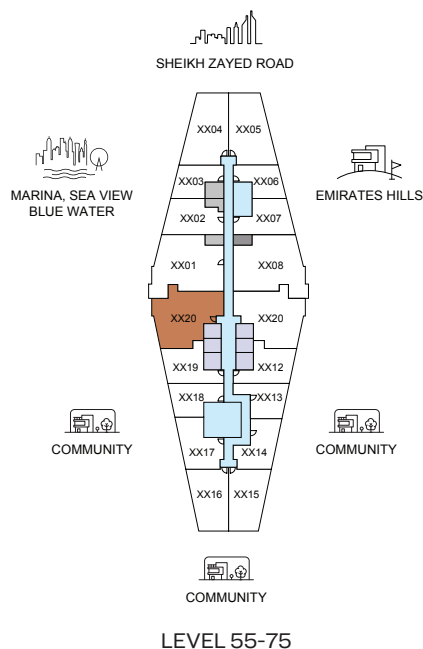 SHEIKH ZAYED ROAD
XX04 XX05
XX03 XX06
MARINA, SEA VIEW
BLUE WATER
EMIRATES HILLS
XX02 XX07
XX01 XX08
XX20 XX20
XX19 XX12
XX18 XX13
COMMUNITY COMMUNITY
XX17 XX14
XX16 XX15
COMMUNITY
LEVEL 55-75